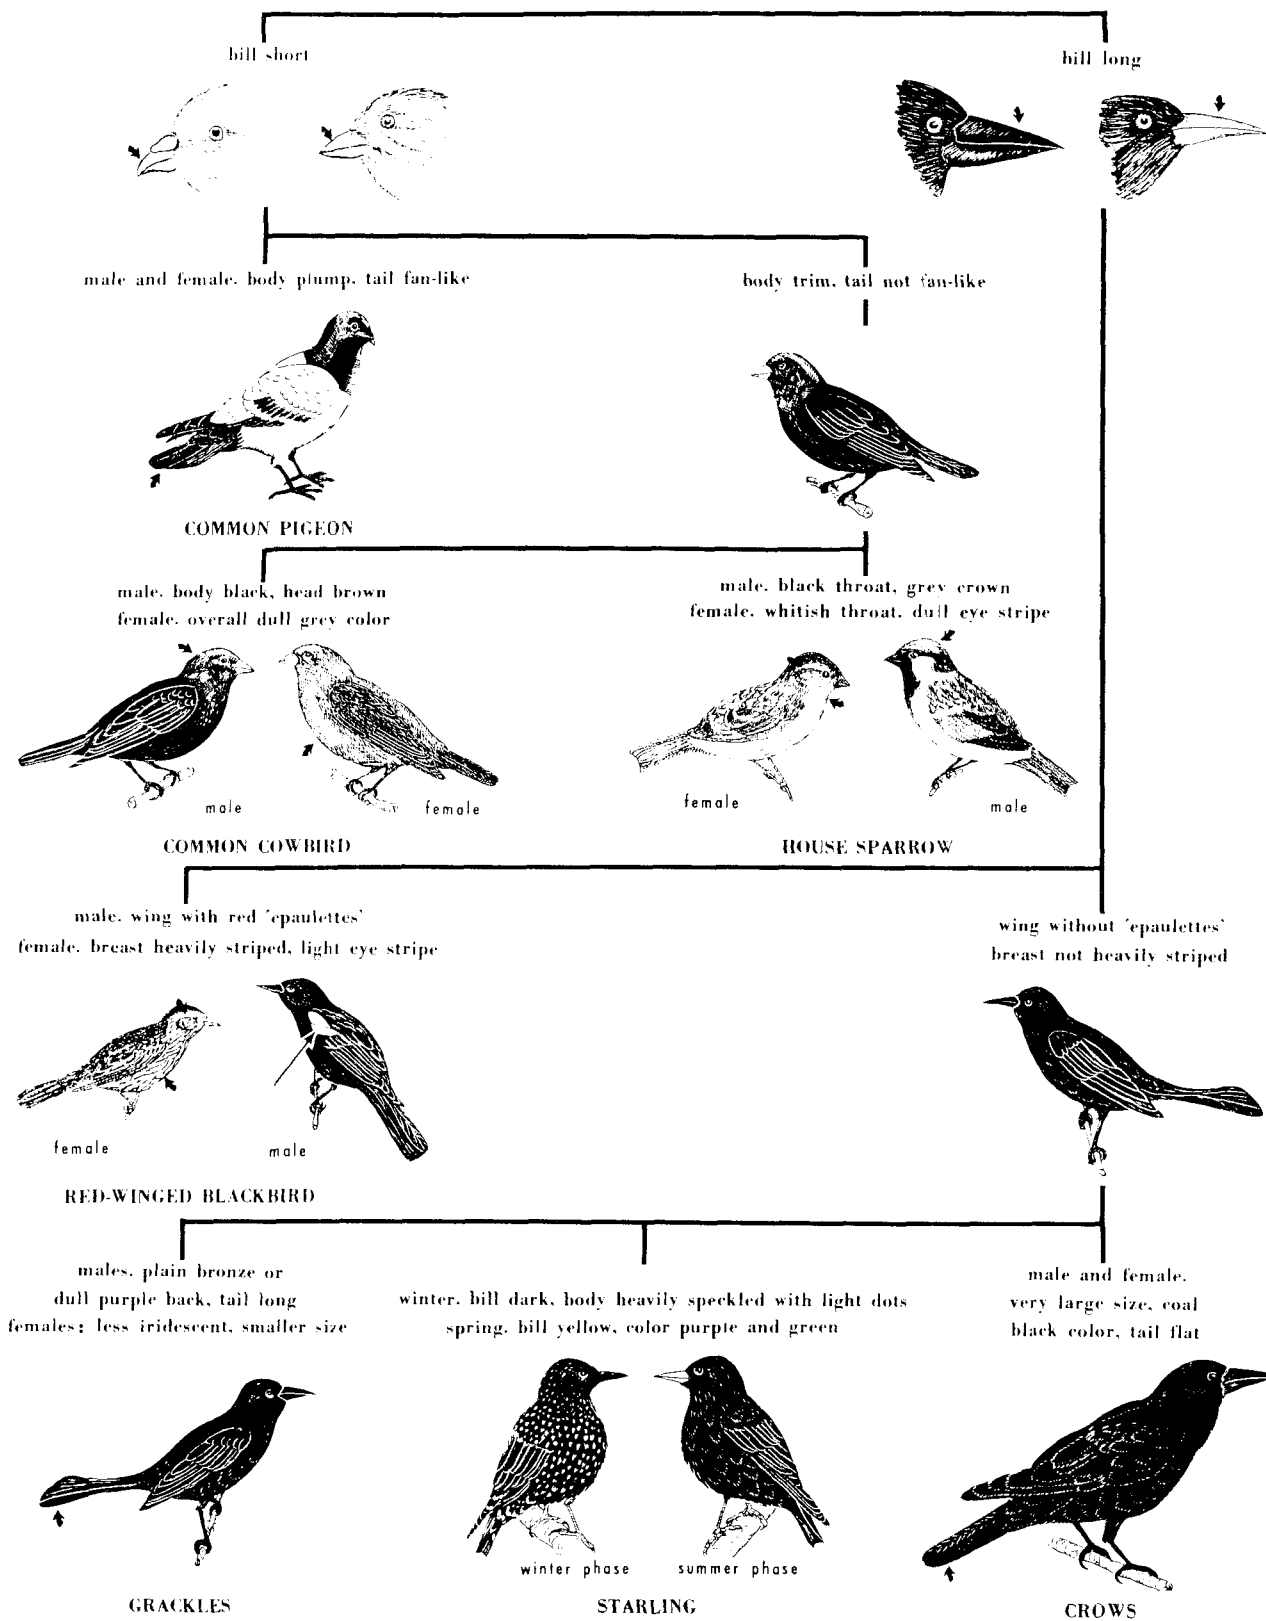 bill short
bill long
male and female. body plump. tail fan-like
body trim. tail not fan-like
COMMON PIGEON
male. body black, head brown
female. overall dull grey color
male. black throat, grey crown
female. whitish throat. dull eye stripe
male
female
female
male
COMMON COWBIRD
HOUSE SPARROW
male. wing with red 'epaulettes'
female. breast heavily striped, light eye stripe
wing without 'epaulettes'
breast not heavily striped
female
male
RED-WINGED BLACKBIRD
males. plain bronze or
dull purple back, tail long
females; less iridescent, smaller size
winter. bill dark, body heavily speckled with light dots
spring. bill yellow, color purple and green
male and female.
very large size, coal
black color, tail flat
winter phase
summer phase
GRACKLES
STARLING
CROWS